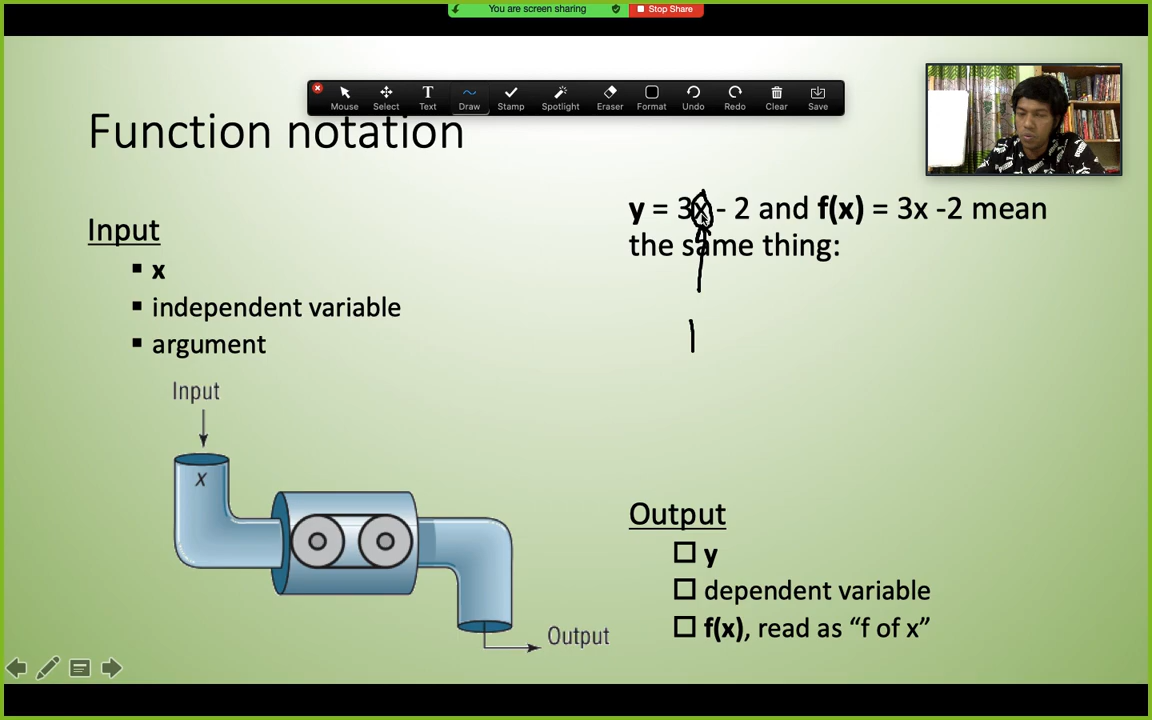 You are screen sharing
Stop Share
Mouse Select Text Draw Stamp Spotlight Eraser Format Undo Redo Clear Save
Function notation
y = 3x - 2 and f(x) = 3x -2 mean
the same thing:
Input
x
independent variable
argument
Input
x
Output
Output
y
dependent variable
f(x), read as “f of x”